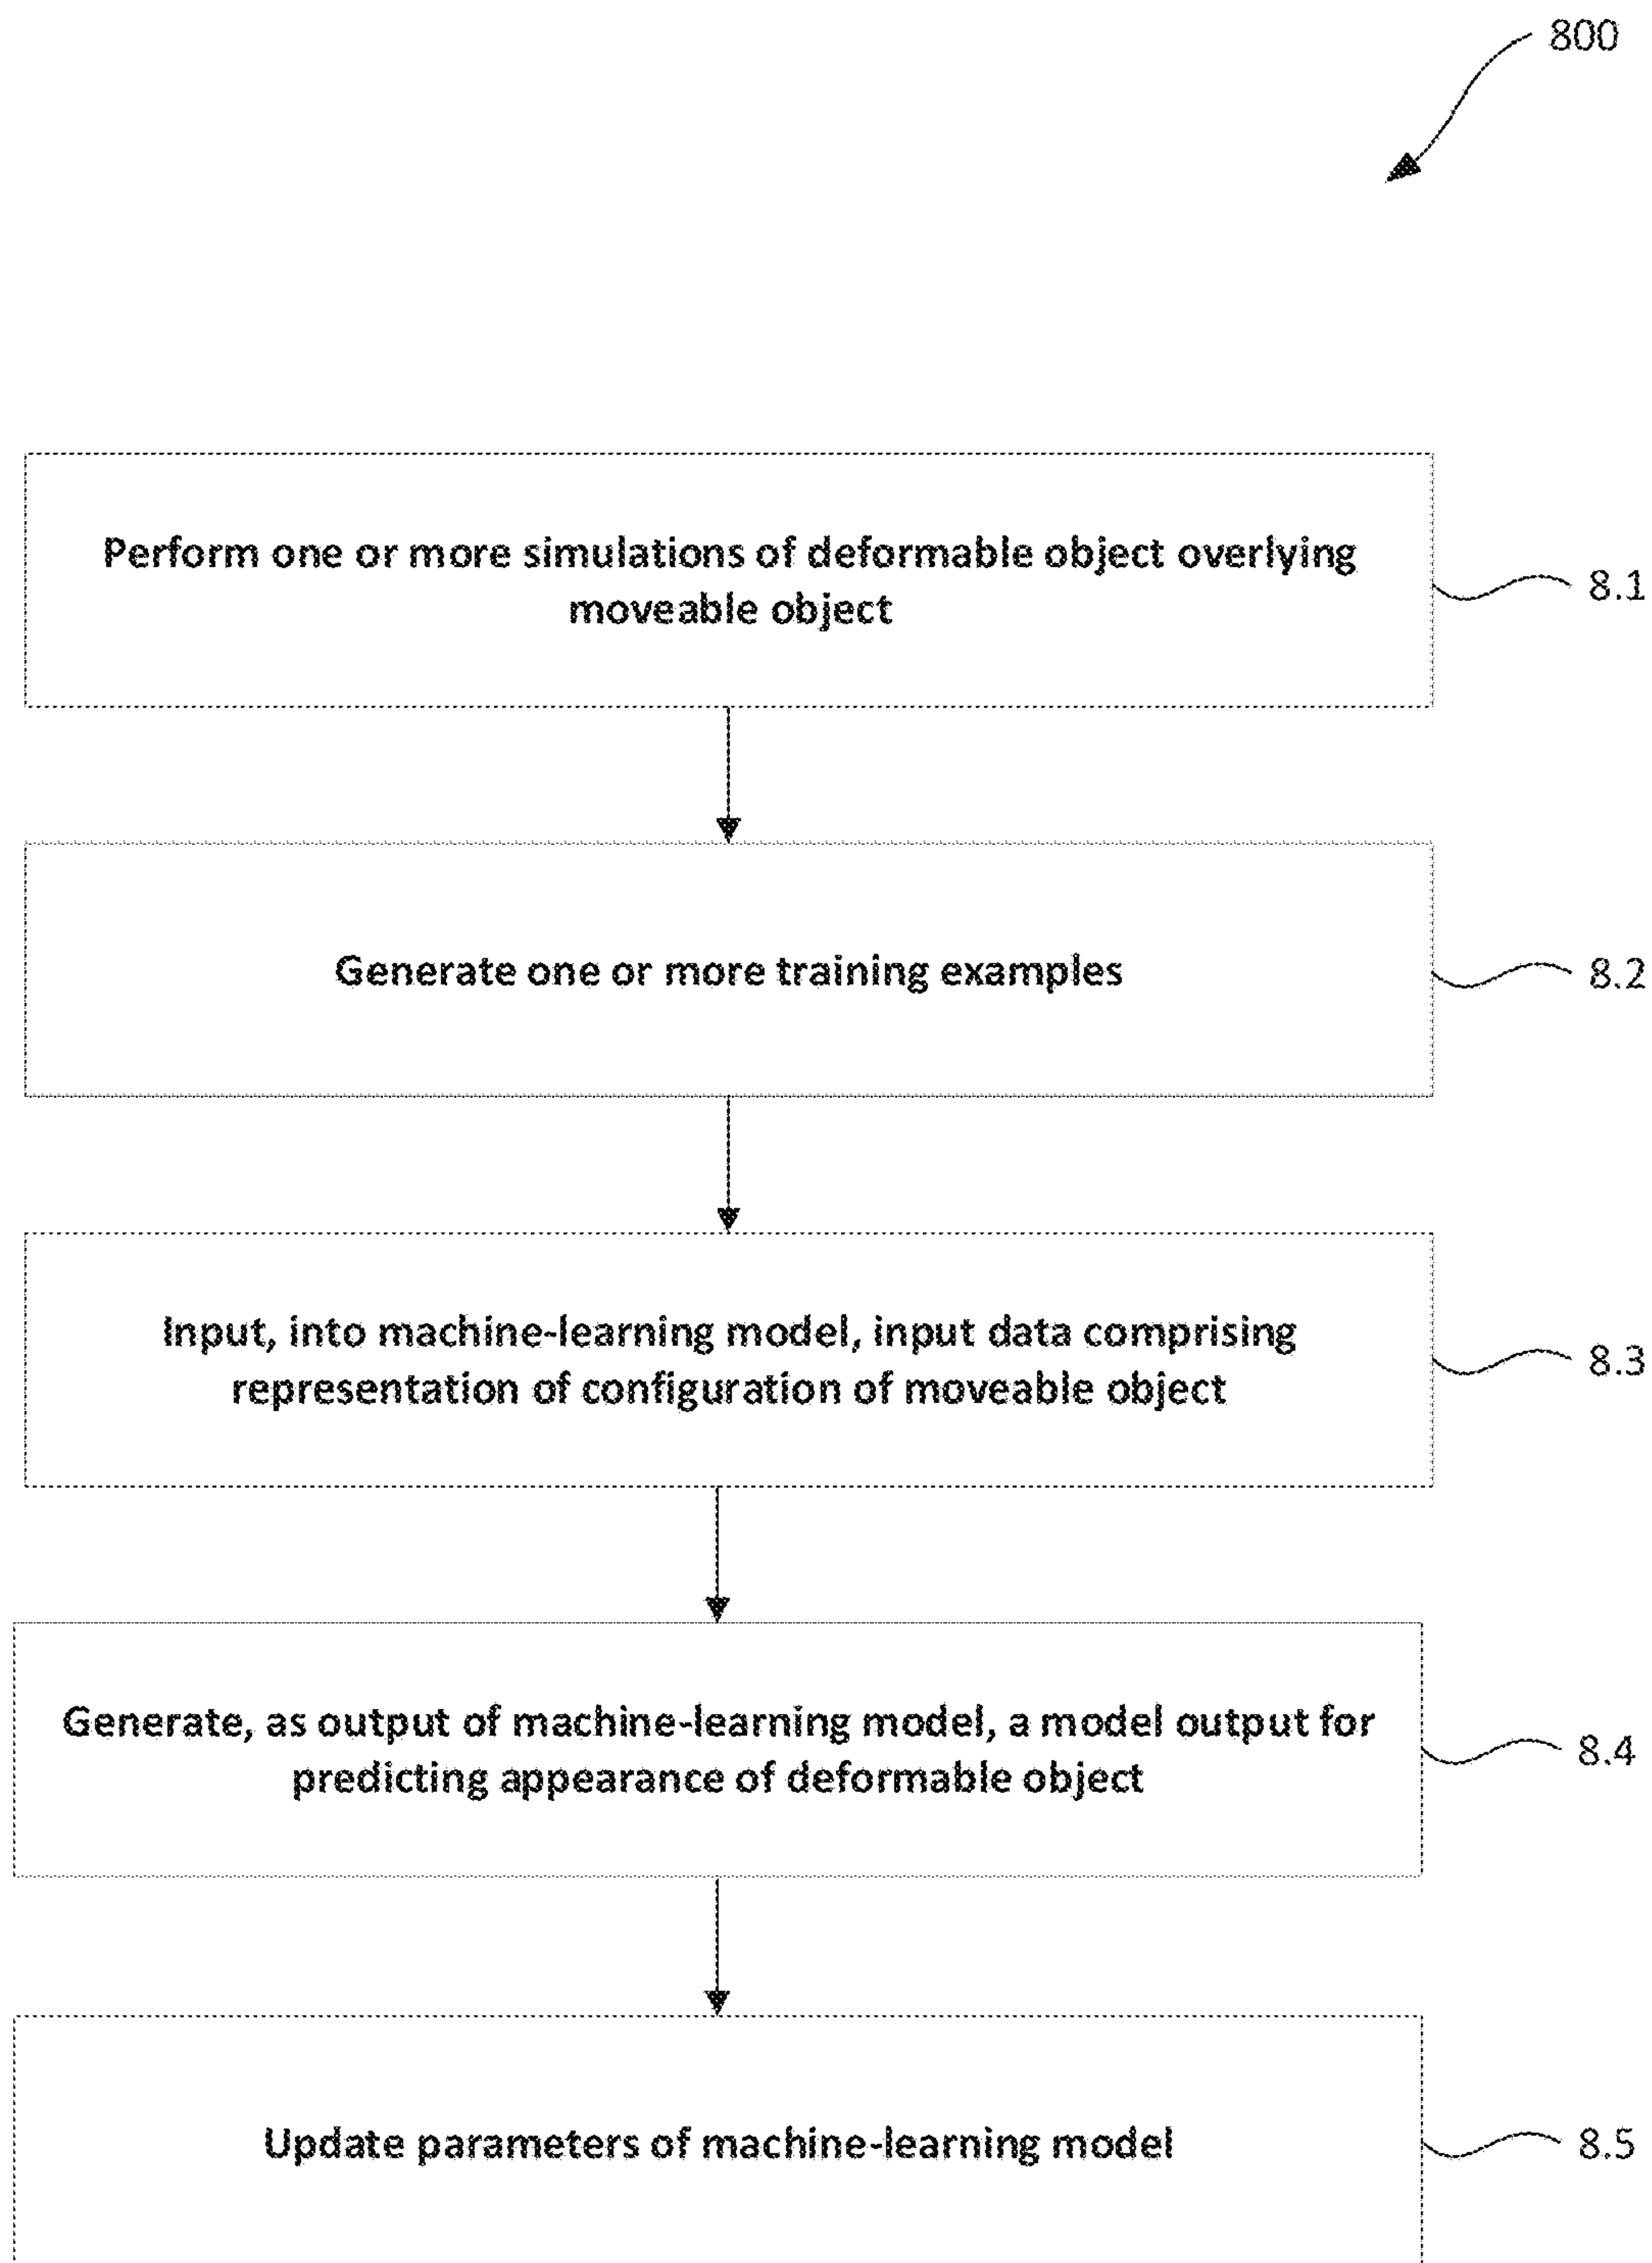 800
Perform one or more simulations of deformable object overlying
moveable object
8.1
Generate one or more training examples
8.2
Input, into machine-learning model, input data comprising
representation of configuration of moveable object
8.3
Generate, as output of machine-learning model, a model output for
predicting appearance of deformable object
8.4
Update parameters of machine-learning model
8.5